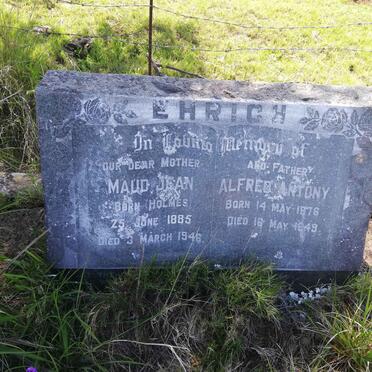 EHRICH
In Loving Memory of
OUR DEAR MOTHER AND FATHER
MAUD JEAN ALFRED ANTONY
BORN HOLMES BORN 14 MAY 1876
25 JUNE 1885 DIED 16 MAY 1949
DIED 3 MARCH 1946